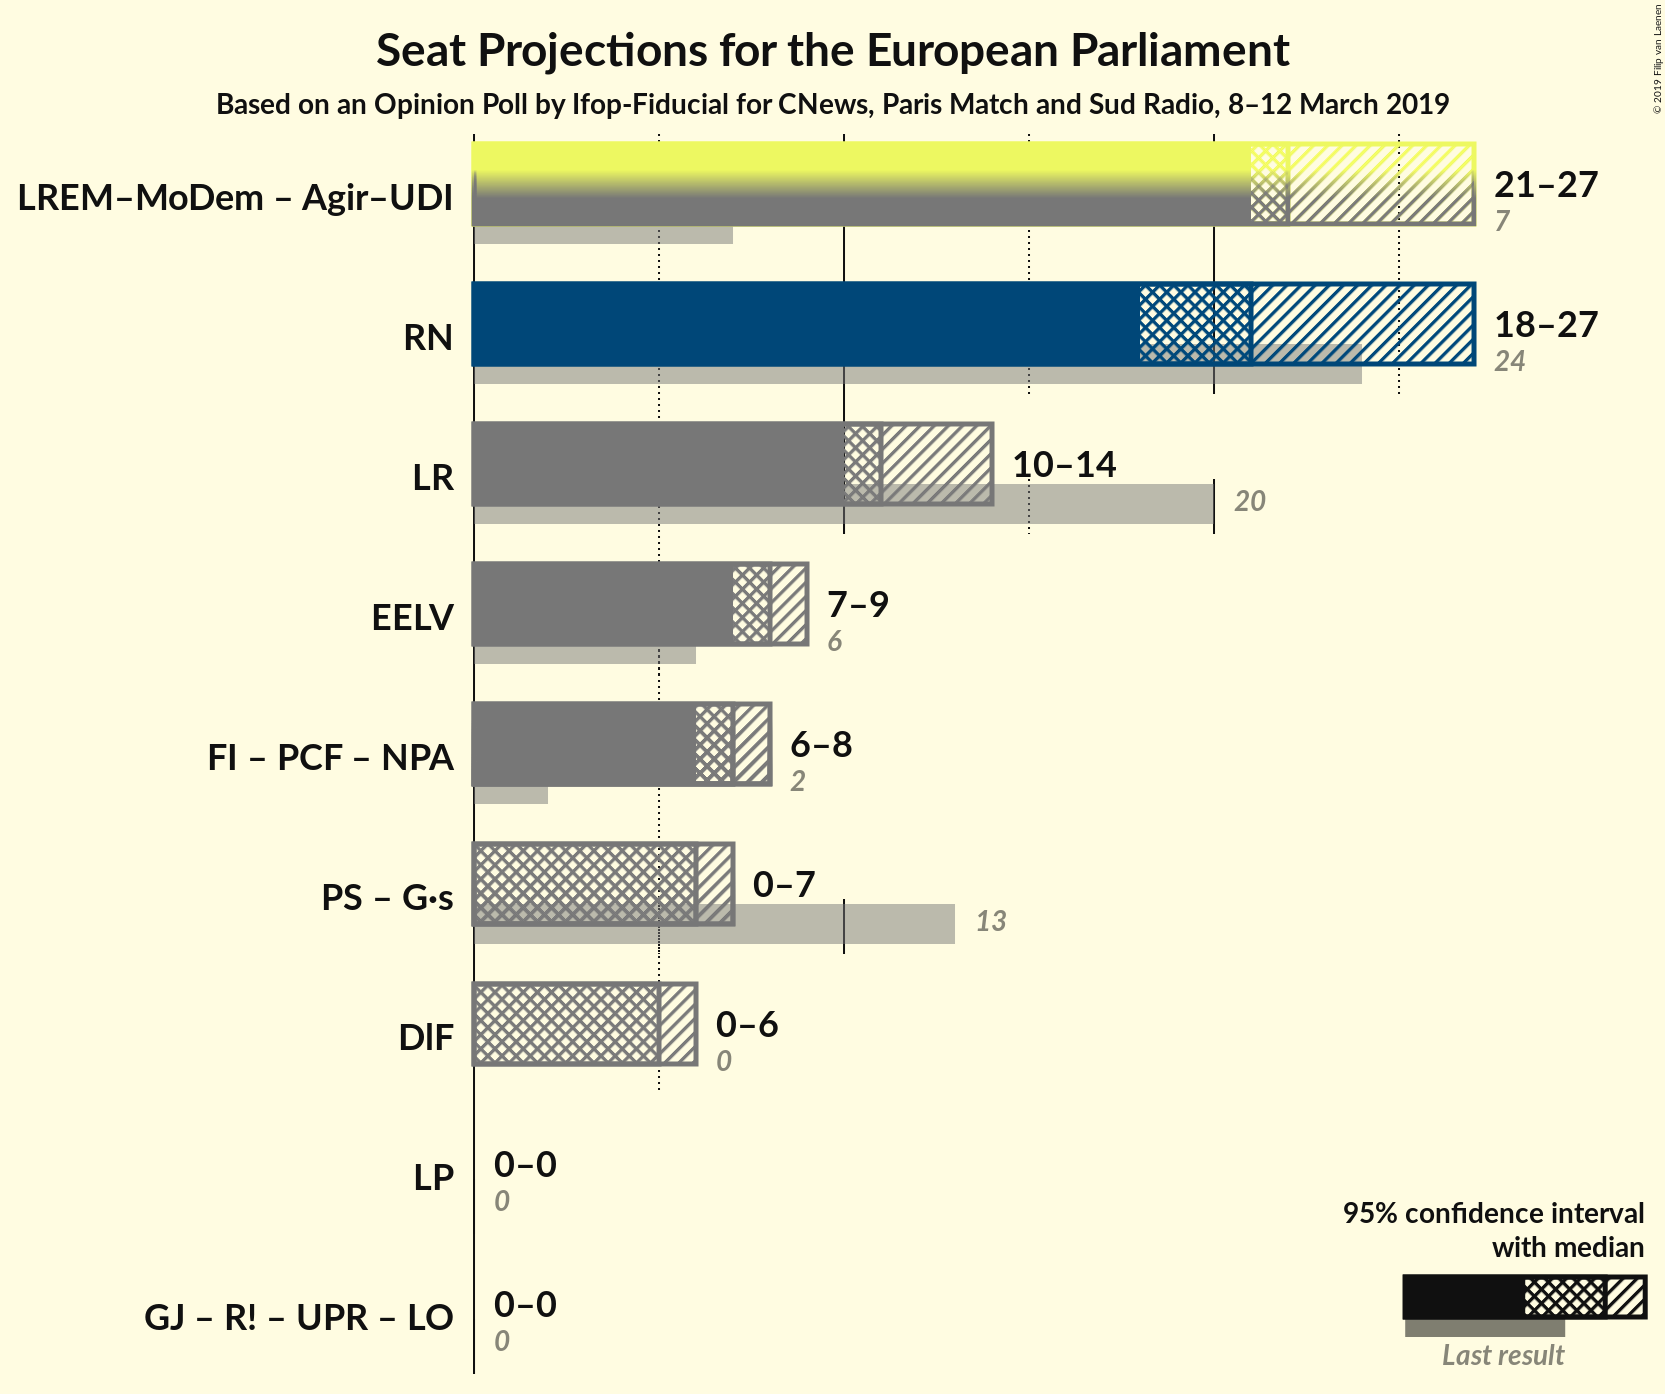 Seat Projections for the European Parliament
Based on an Opinion Poll by Ifop-Fiducial for CNews, Paris Match and Sud Radio, 8–12 March 2019
© 2019 Filip van Laenen
LREM–MoDem – Agir–UDI
21–27
7
RN
18–27
24
LR
10–14
20
EELV
7–9
6
FI – PCF – NPA
6–8
2
PS – G·s
0–7
13
DlF
0–6
0
LP
0–0
0
GJ – R! – UPR – LO
0–0
0
95% confidence interval
with median
Last result